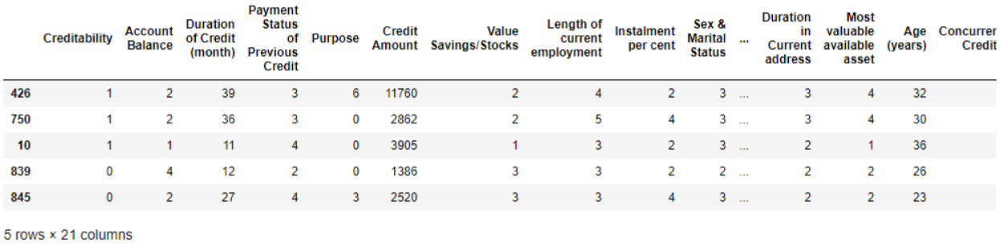 Creditability Account Balance Duration of Credit (month) Payment Status of Previous Credit Purpose Credit Amount Value Savings/Stocks Length of current employment Instalment per cent Sex & Marital Status ... Duration in Current address Most valuable available asset Age (years) Concurrer Credit
426 1 2 39 3 6 11760 2 4 2 3 ... 3 4 32
750 1 2 36 3 0 2862 2 5 4 3 ... 3 4 30
10 1 1 11 4 0 3905 1 3 2 3 ... 2 1 36
839 0 4 12 2 0 1386 3 3 2 2 ... 2 2 26
845 0 2 27 4 3 2520 3 3 4 3 ... 2 2 23
5 rows × 21 columns